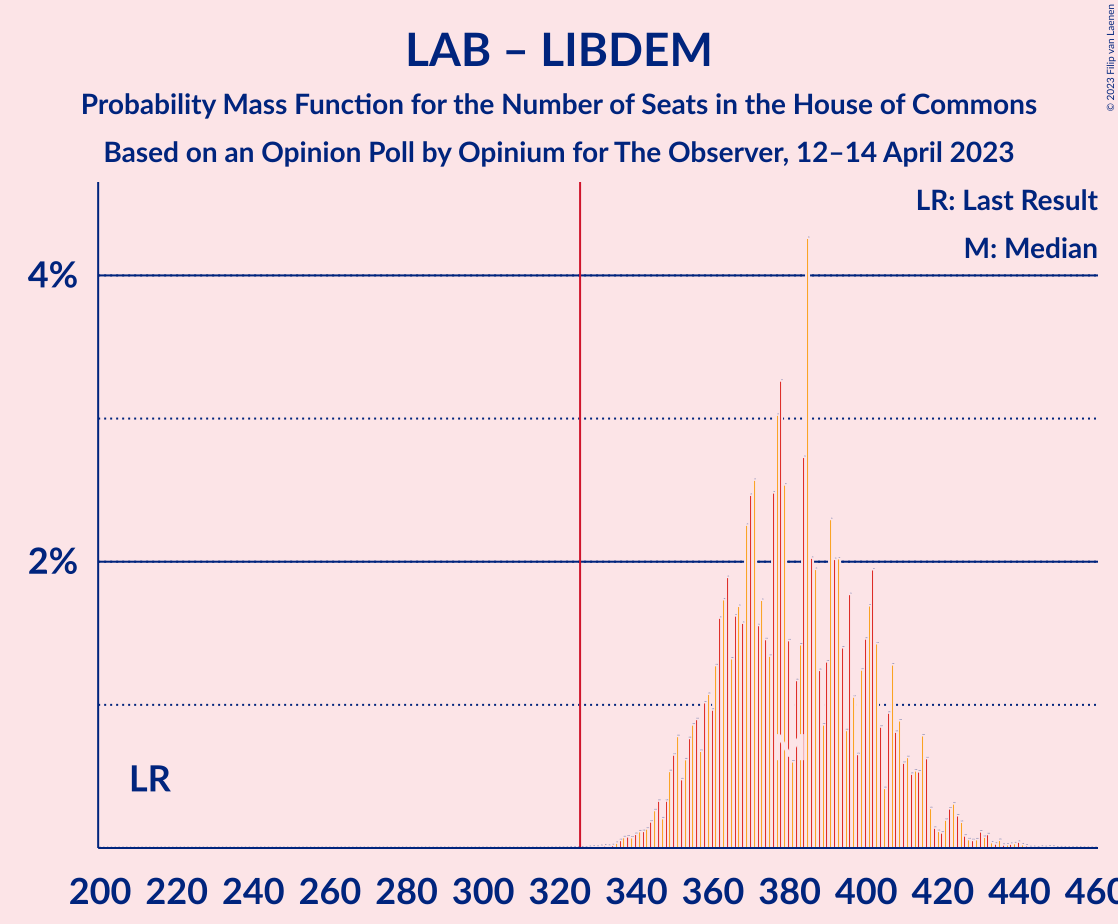 © 2023 Filip van Laenen
LAB – LIBDEM
Probability Mass Function for the Number of Seats in the House of Commons
Based on an Opinion Poll by Opinium for The Observer, 12–14 April 2023
LR: Last Result
M: Median
4%
2%
LR
M
200 220 240 260 280 300 320 340 360 380 400 420 440 460